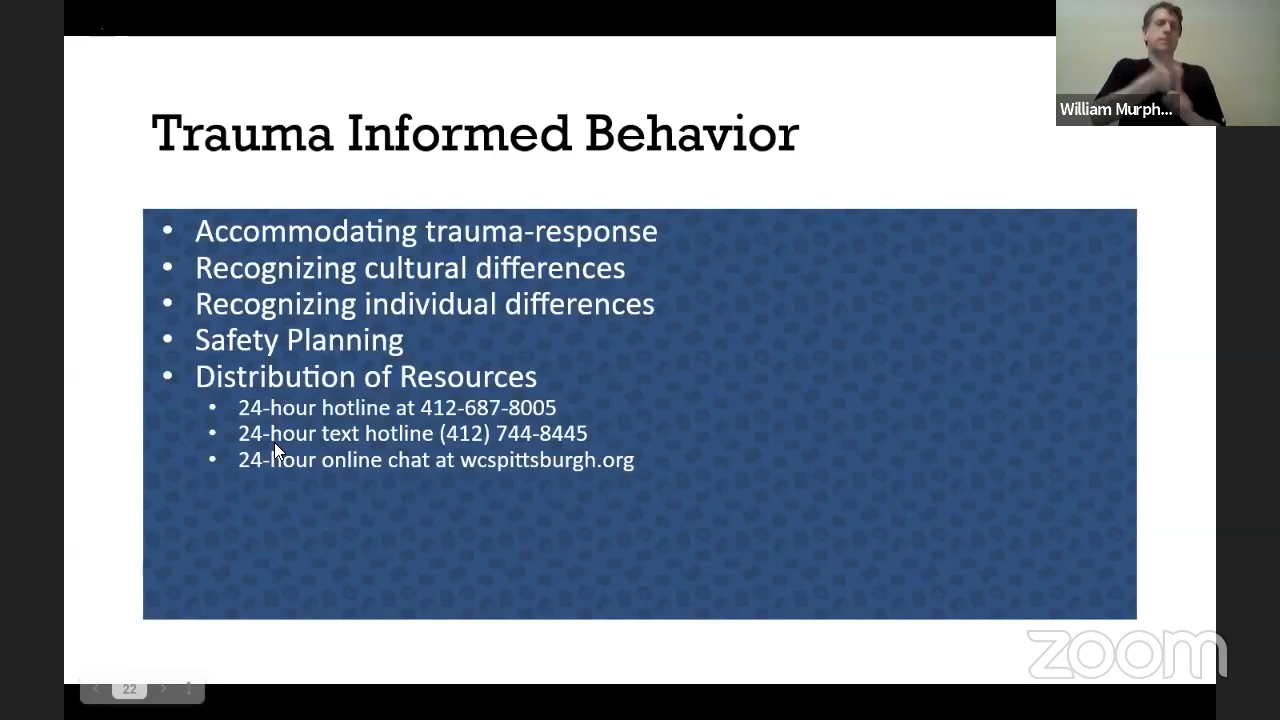 William Murph...
Trauma Informed Behavior
• Accommodating trauma-response
• Recognizing cultural differences
• Recognizing individual differences
• Safety Planning
• Distribution of Resources
• 24-hour hotline at 412-687-8005
• 24-hour text hotline (412) 744-8445
• 24-hour online chat at wcspittsburgh.org
zoom
22